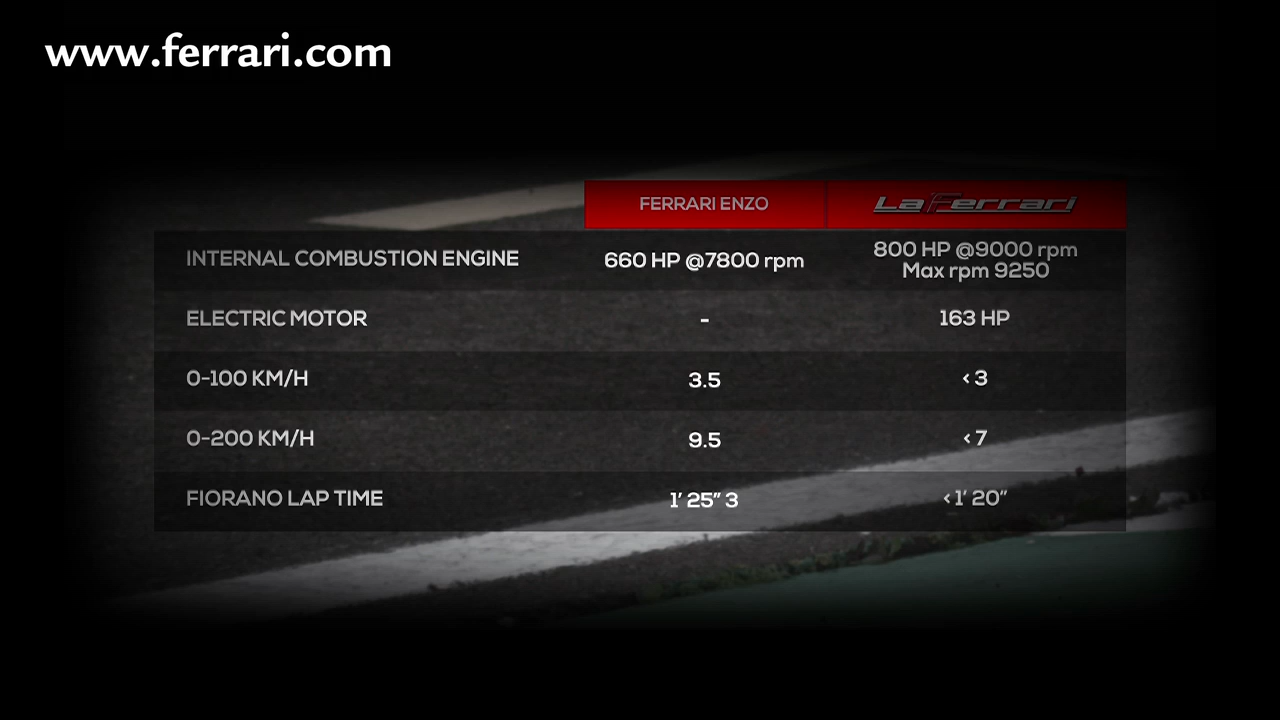 www.ferrari.com
FERRARI ENZO LaFerrari
INTERNAL COMBUSTION ENGINE 660 HP @7800 rpm 800 HP @9000 rpm
Max rpm 9250
ELECTRIC MOTOR - 163 HP
0-100 KM/H 3.5 < 3
0-200 KM/H 9.5 < 7
FIORANO LAP TIME 1' 25” 3 < 1' 20”